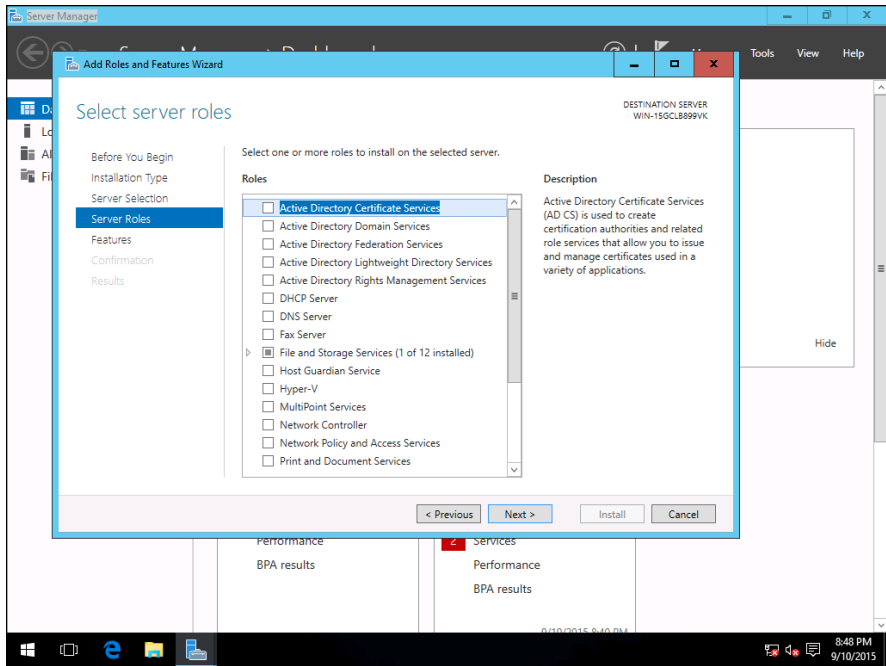 Server Manager
Tools View Help
Add Roles and Features Wizard
Select server roles
DESTINATION SERVER
WIN-15GCLB899VK
Before You Begin
Installation Type
Server Selection
Server Roles
Features
Confirmation
Results
Select one or more roles to install on the selected server.
Roles
Active Directory Certificate Services
Active Directory Domain Services
Active Directory Federation Services
Active Directory Lightweight Directory Services
Active Directory Rights Management Services
DHCP Server
DNS Server
Fax Server
File and Storage Services (1 of 12 installed)
Host Guardian Service
Hyper-V
MultiPoint Services
Network Controller
Network Policy and Access Services
Print and Document Services
Description
Active Directory Certificate Services
(AD CS) is used to create
certification authorities and related
role services that allow you to issue
and manage certificates used in a
variety of applications.
< Previous Next > Install Cancel
Hide
Performance
BPA results
2 Services
Performance
BPA results
9/10/2015 8:40 PM
8:48 PM
9/10/2015